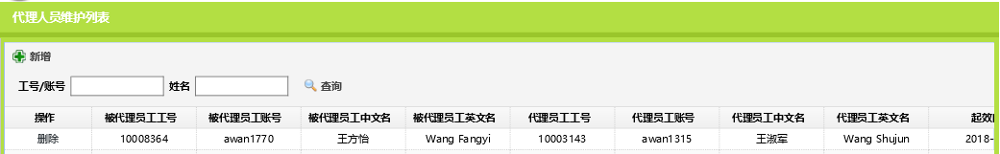 代理人员维护列表
新增
工号/账号 姓名 查询
操作 被代理员工工号 被代理员工账号 被代理员工中文名 被代理员工英文名 代理员工工号 代理员工账号 代理员工中文名 代理员工英文名 起效
删除 10008364 awan1770 王方怡 Wang Fangyi 10003143 awan1315 王淑军 Wang Shujun 2018-